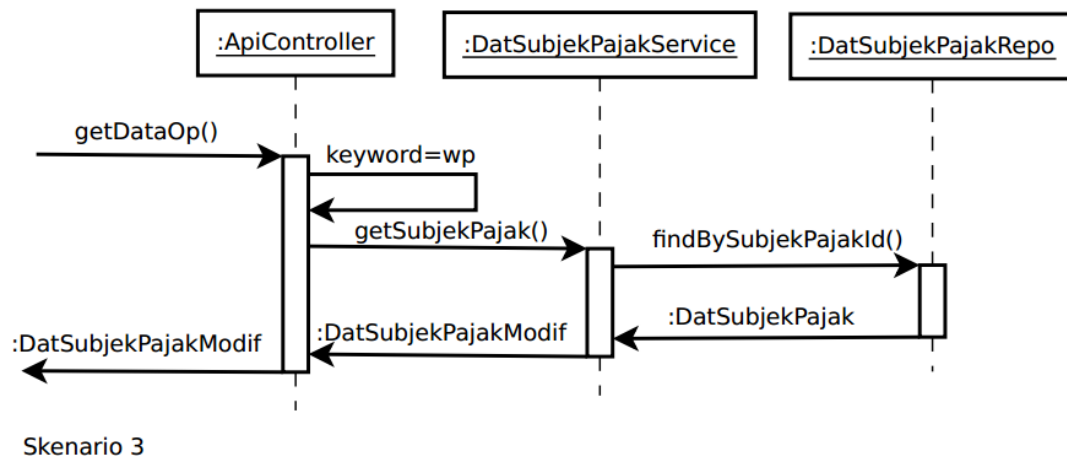 :ApiController
:DatSubjekPajakService
:DatSubjekPajakRepo
getDataOp()
keyword=wp
getSubjekPajak()
findBySubjekPajakId()
:DatSubjekPajak
:DatSubjekPajakModif
:DatSubjekPajakModif
Skenario 3